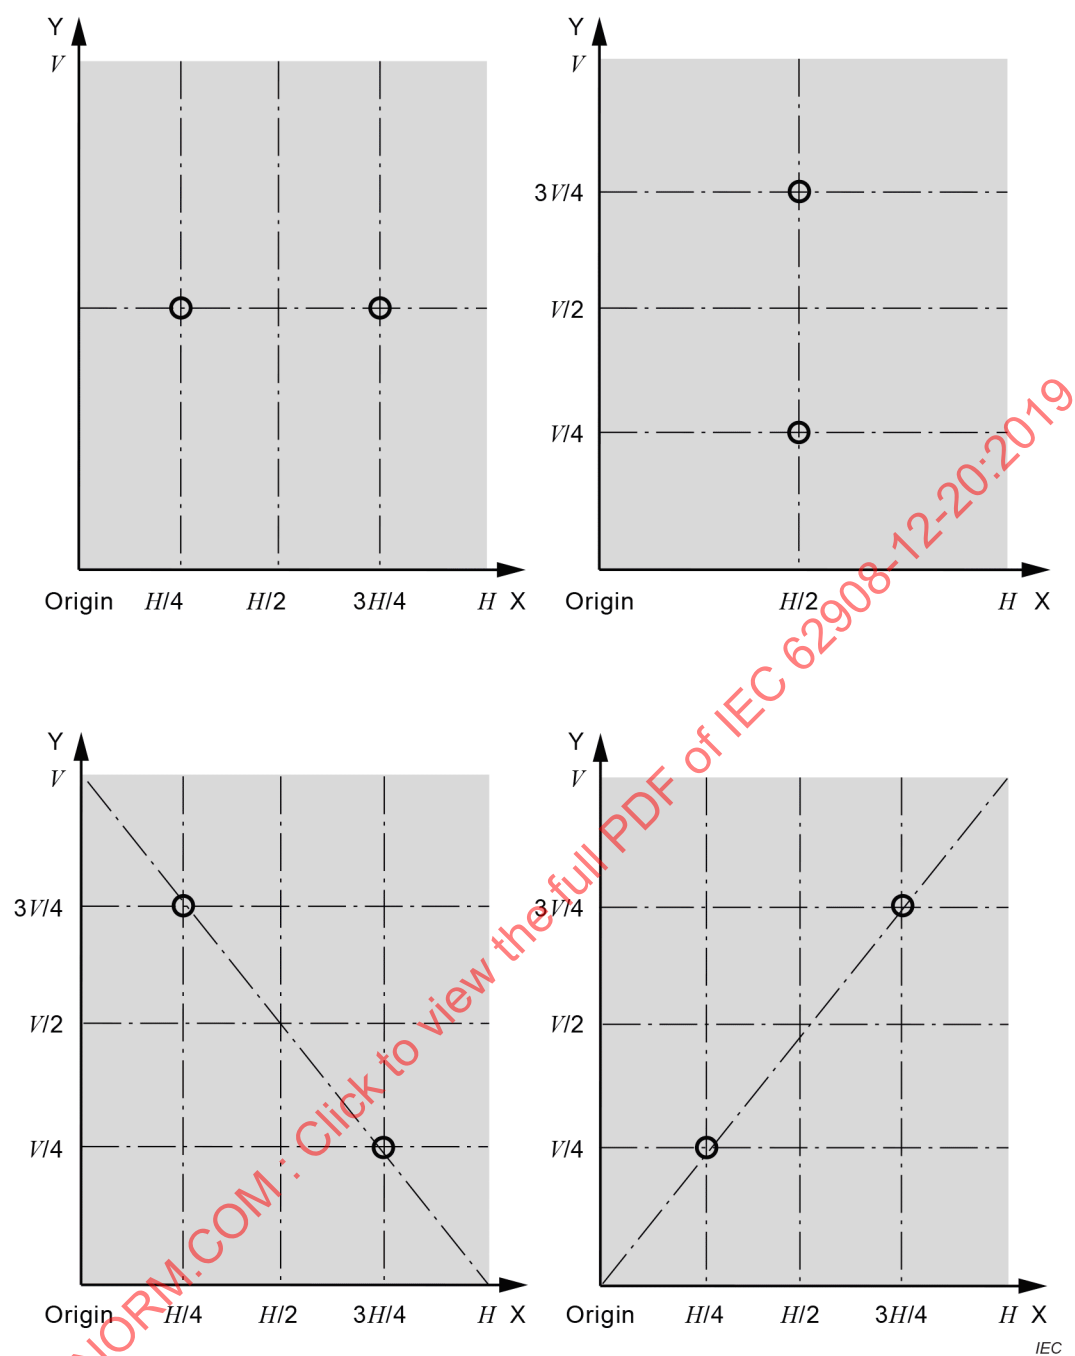 Y Y
V V
3V/4
V/2
V/4
Origin H/4 H/2 3H/4 H X Origin H/2 H X
Y Y
V V
3V/4 3V/4
V/2 V/2
V/4 V/4
Origin H/4 H/2 3H/4 H X Origin H/4 H/2 3H/4 H X
IEC
NORM.COM : Click to view the full PDF of IEC 62908-12-20:2019